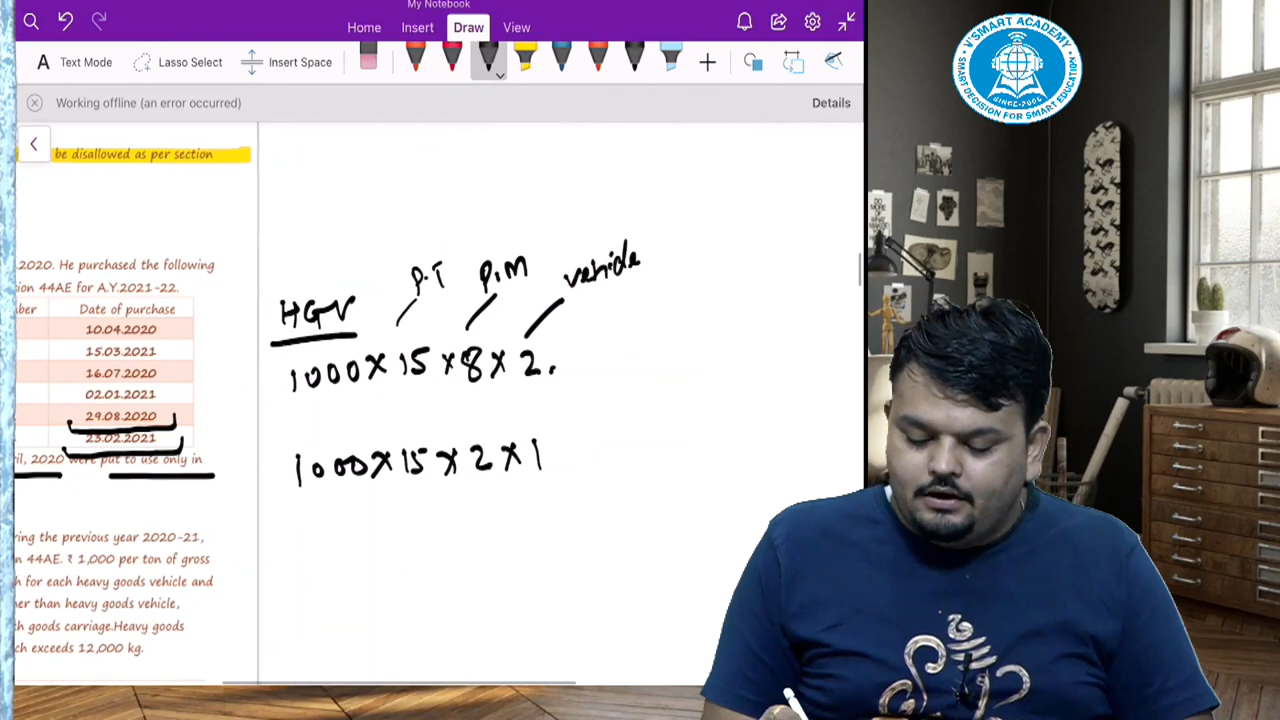 My Notebook
Home Insert Draw View
Text Mode Lasso Select Insert Space
Working offline (an error occurred) Details
be disallowed as per section
.2020. He purchased the following
ion 44AE for A.Y.2021-22.
ber Date of purchase
10.04.2020
15.03.2021
16.07.2020
02.01.2021
29.08.2020
23.02.2021
ril, 2020 were put to use only in
ring the previous year 2020-21,
n 44AE. ₹ 1,000 per ton of gross
h for each heavy goods vehicle and
her than heavy goods vehicle,
ch goods carriage.Heavy goods
ch exceeds 12,000 kg.
P.T P.M vehicle
HGV
1000 × 15 × 8 × 2.
1000 × 15 × 2 × 1
V'SMART ACADEMY
SINCE-2006
SMART DECISION FOR SMART EDUCATION